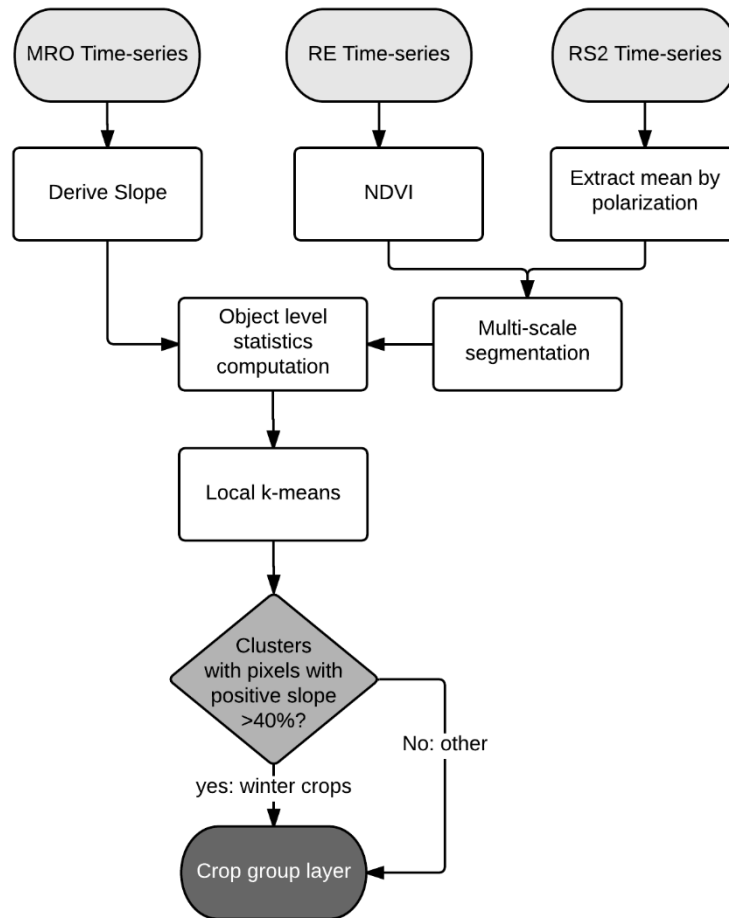 MRO Time-series
RE Time-series
RS2 Time-series
Derive Slope
NDVI
Extract mean by
polarization
Object level
statistics
computation
Multi-scale
segmentation
Local k-means
Clusters
with pixels with
positive slope
>40%?
No: other
yes: winter crops
Crop group layer